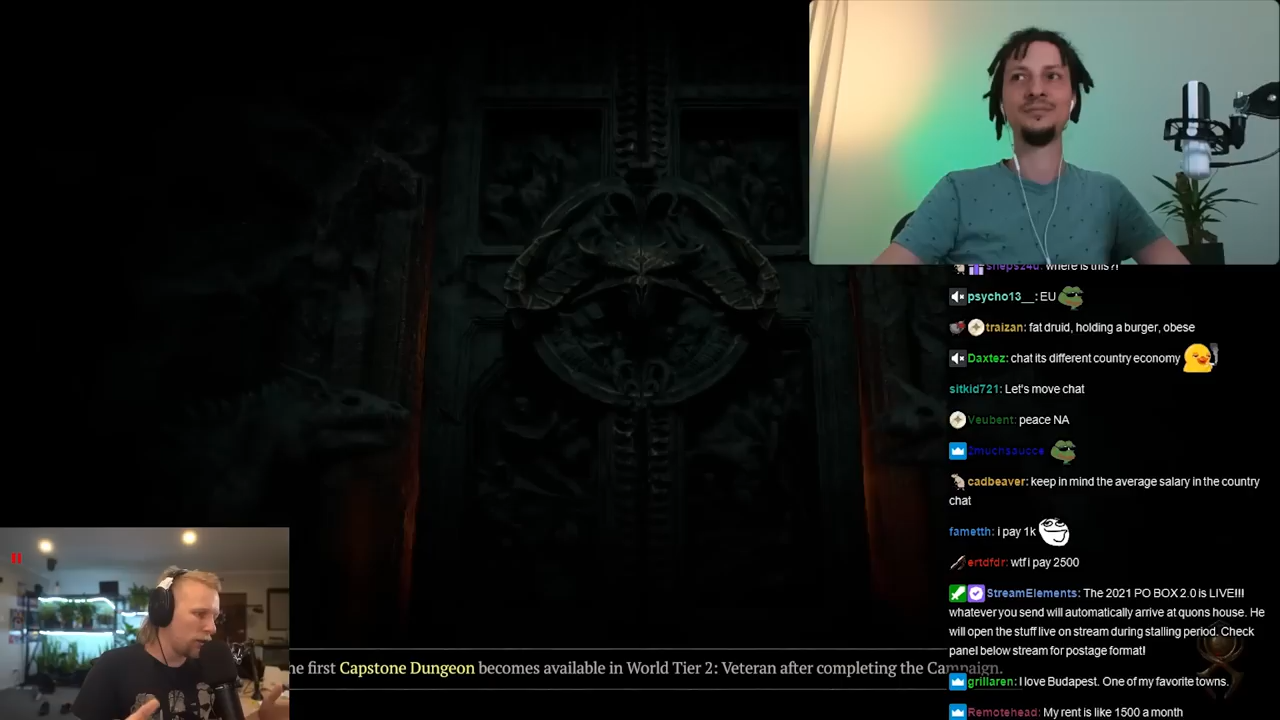 sheps24u: where is this?!
psycho13__: EU
traizan: fat druid, holding a burger, obese
Daxtez: chat its different country economy
sitkid721: Let's move chat
Veubent: peace NA
2muchsaucce
cadbeaver: keep in mind the average salary in the country
chat
fametth: i pay 1k
ertdfdr: wtf i pay 2500
StreamElements: The 2021 PO BOX 2.0 is LIVE!!!
whatever you send will automatically arrive at quons house. He
will open the stuff live on stream during stalling period. Check
panel below stream for postage format!
grillaren: I love Budapest. One of my favorite towns.
Remotehead: My rent is like 1500 a month
he first Capstone Dungeon becomes available in World Tier 2: Veteran after completing the Campaign.